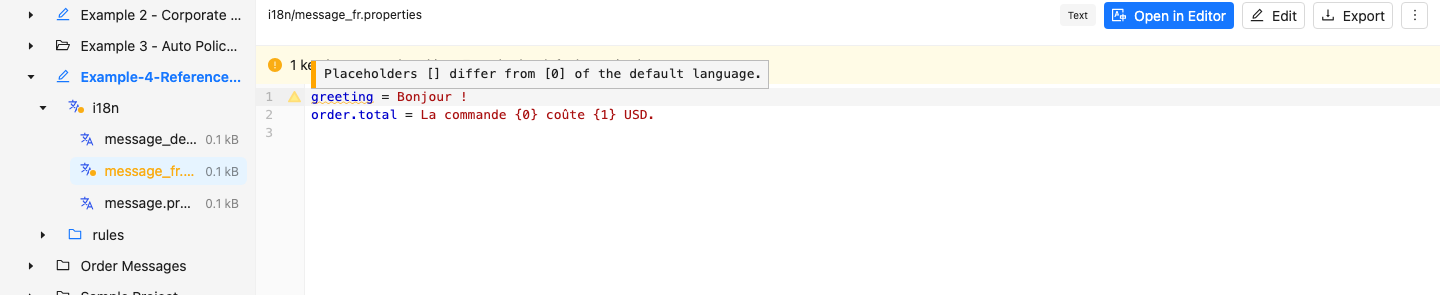 Example 2 - Corporate ...
Example 3 - Auto Polic...
Example-4-Reference...
i18n
message_de... 0.1 kB
message_fr.... 0.1 kB
message.pr... 0.1 kB
rules
Order Messages
i18n/message_fr.properties
Text
Open in Editor
Edit
Export
1
Placeholders [] differ from [0] of the default language.
1 greeting = Bonjour !
2 order.total = La commande {0} coûte {1} USD.
3